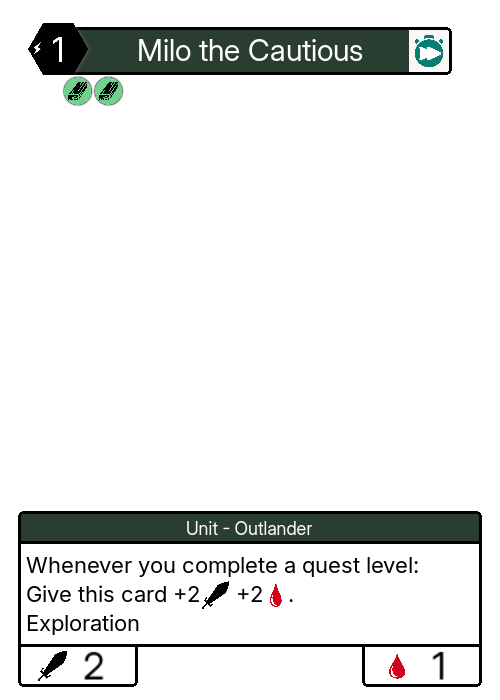 1 Milo the Cautious
Unit - Outlander
Whenever you complete a quest level:
Give this card +2 +2 .
Exploration
2 1